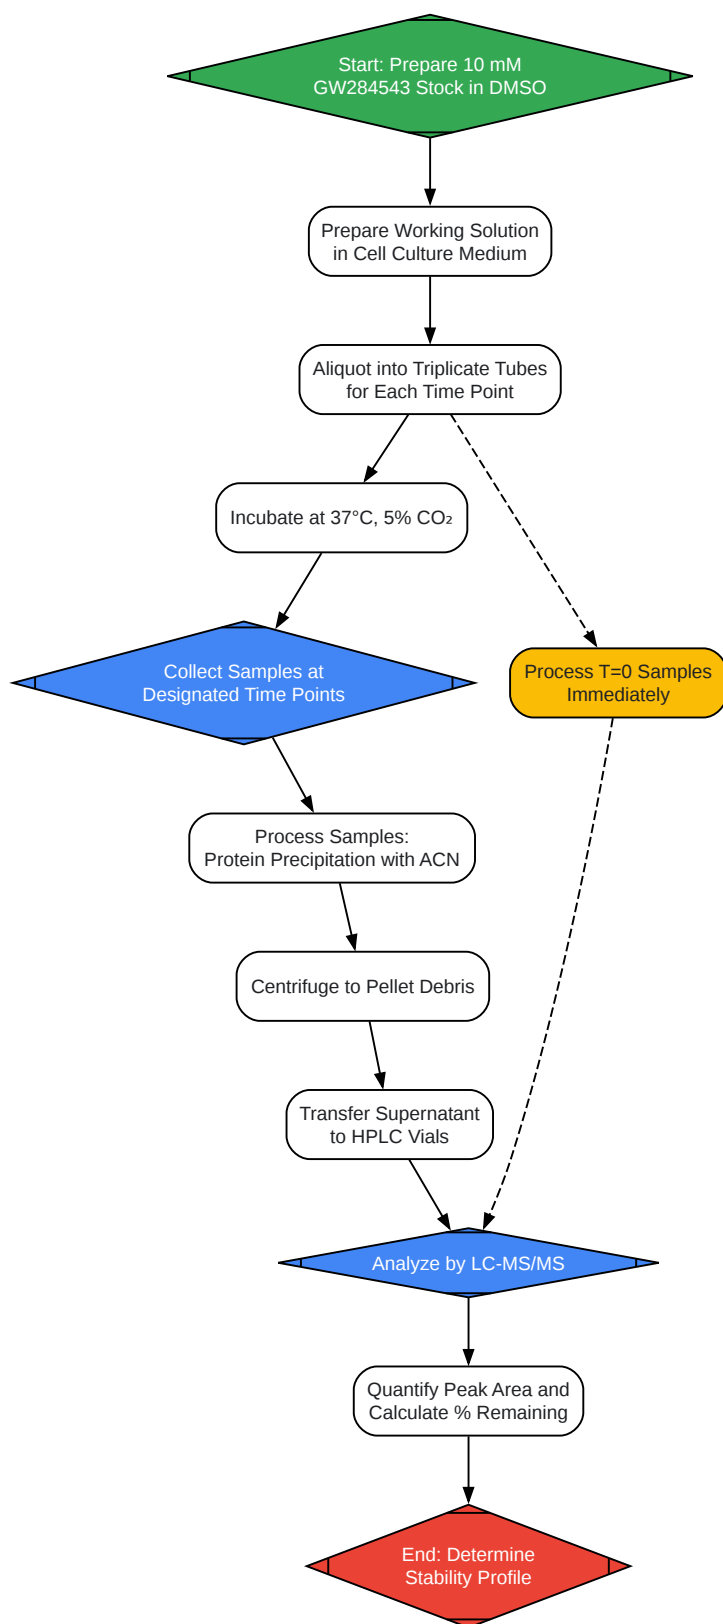 Start: Prepare 10 mM
GW284543 Stock in DMSO
Prepare Working Solution
in Cell Culture Medium
Aliquot into Triplicate Tubes
for Each Time Point
Incubate at 37°C, 5% CO₂
Collect Samples at
Designated Time Points
Process T=0 Samples
Immediately
Process Samples:
Protein Precipitation with ACN
Centrifuge to Pellet Debris
Transfer Supernatant
to HPLC Vials
Analyze by LC-MS/MS
Quantify Peak Area and
Calculate % Remaining
End: Determine
Stability Profile